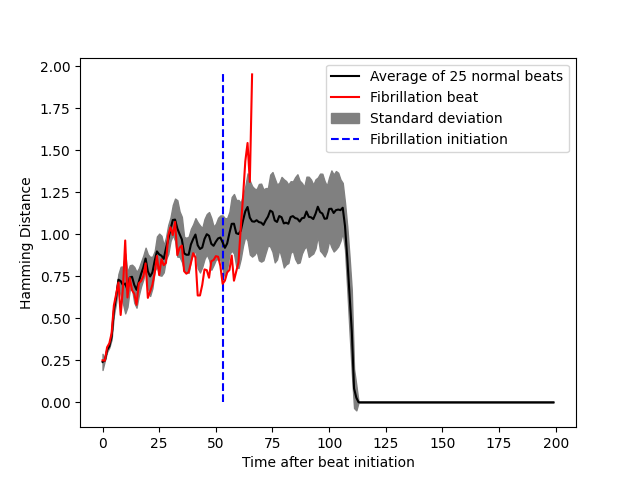 Average of 25 normal beats
Fibrillation beat
Standard deviation
Fibrillation initiation
2.00
1.75
1.50
1.25
1.00
0.75
0.50
0.25
0.00
Hamming Distance
0 25 50 75 100 125 150 175 200
Time after beat initiation